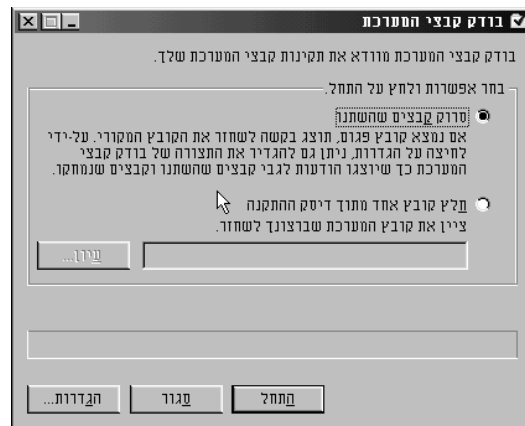 בודק קבצי המערכת
בודק קבצי המערכת מוודא את תקינות קבצי המערכת שלך.
בחר אפשרות ולחץ על התחל.
סרוק קבצים שהשתנו
אם נמצא קובץ פגום, תוצג בקשה לשחזר את הקובץ המקורי. על-ידי
לחיצה על הגדרות, ניתן גם להגדיר את התצורה של בודק קבצי
המערכת כך שיוצגו הודעות לגבי קבצים שהשתנו וקבצים שנמחקו.
חלץ קובץ אחד מתוך דיסק ההתקנה
ציין את קובץ המערכת שברצונך לשחזר.
עיון...
התחל
סגור
הגדרות...